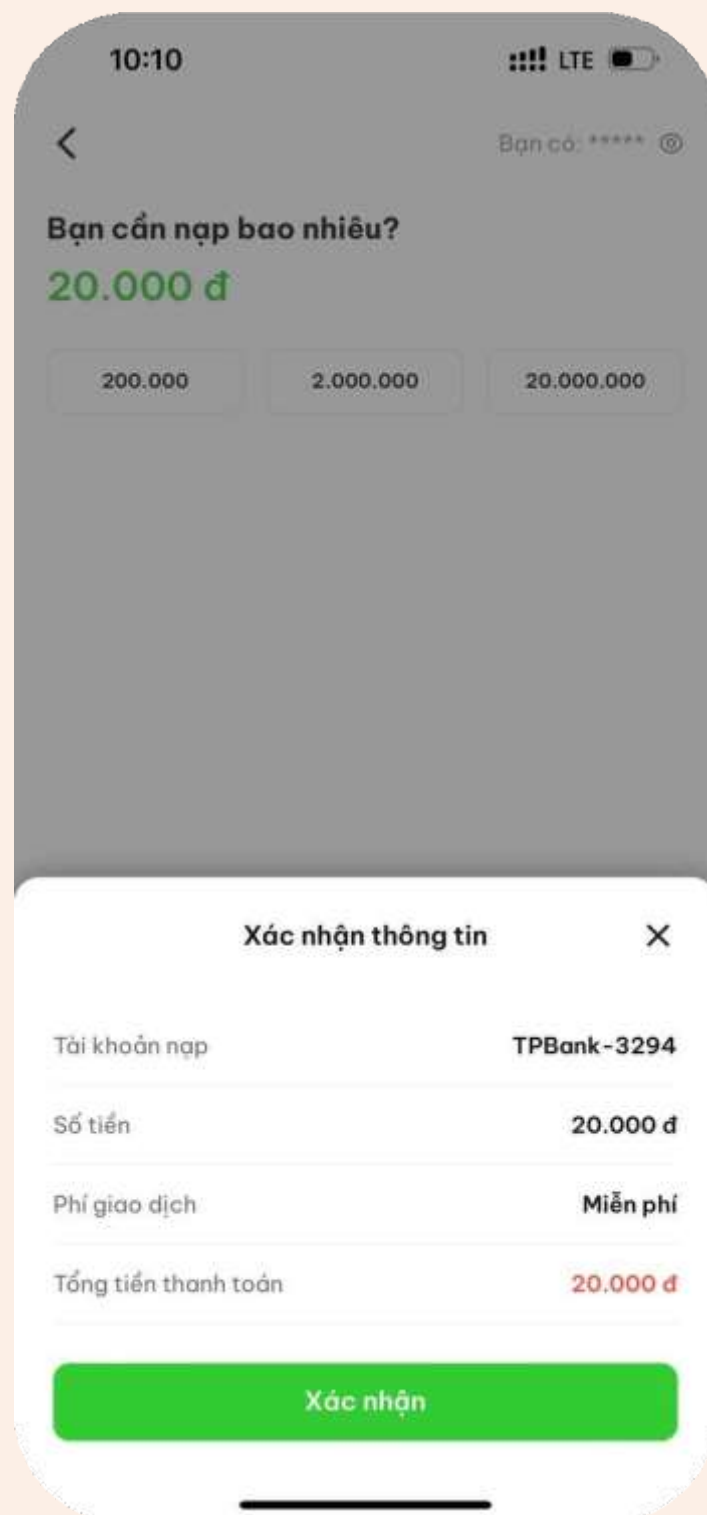 10:10 LTE
Bạn có: *****
Bạn cần nạp bao nhiêu?
20.000 đ
200.000 2.000.000 20.000.000
Xác nhận thông tin
Tài khoản nạp TPBank-3294
Số tiền 20.000 đ
Phí giao dịch Miễn phí
Tổng tiền thanh toán 20.000 đ
Xác nhận